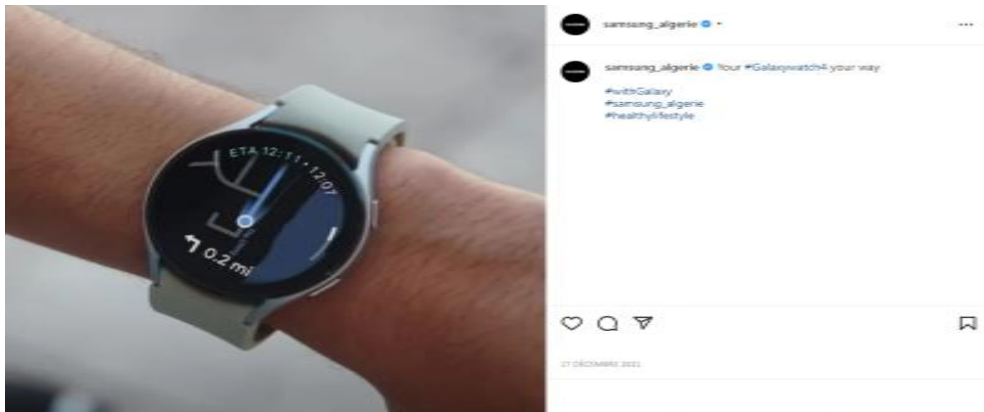 samsung_algerie •
samsung_algerie Your #Galaxywatch4 your way
#withGalaxy
#samsung_algerie
#healthylifestyle
ETA 12:11 • 12:07
0.2 mi
27 DÉCEMBRE 2021